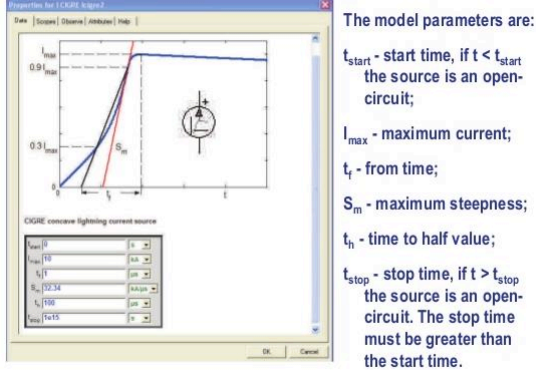 Properties for I CIGRE Icigre2
Data Scopes Observe Attributes Help
I max
0.9 I max
0.3 I max
S m
0
t f
t
CIGRE concave lightning current source
t start 0 s
I max 10 kA
t f 1 µs
S m 32.34 kA/µs
t h 100 µs
t stop 1e15 s
OK Cancel
The model parameters are:
t start - start time, if t < t start
the source is an open-
circuit;
I max - maximum current;
t f - from time;
S m - maximum steepness;
t h - time to half value;
t stop - stop time, if t > t stop
the source is an open-
circuit. The stop time
must be greater than
the start time.